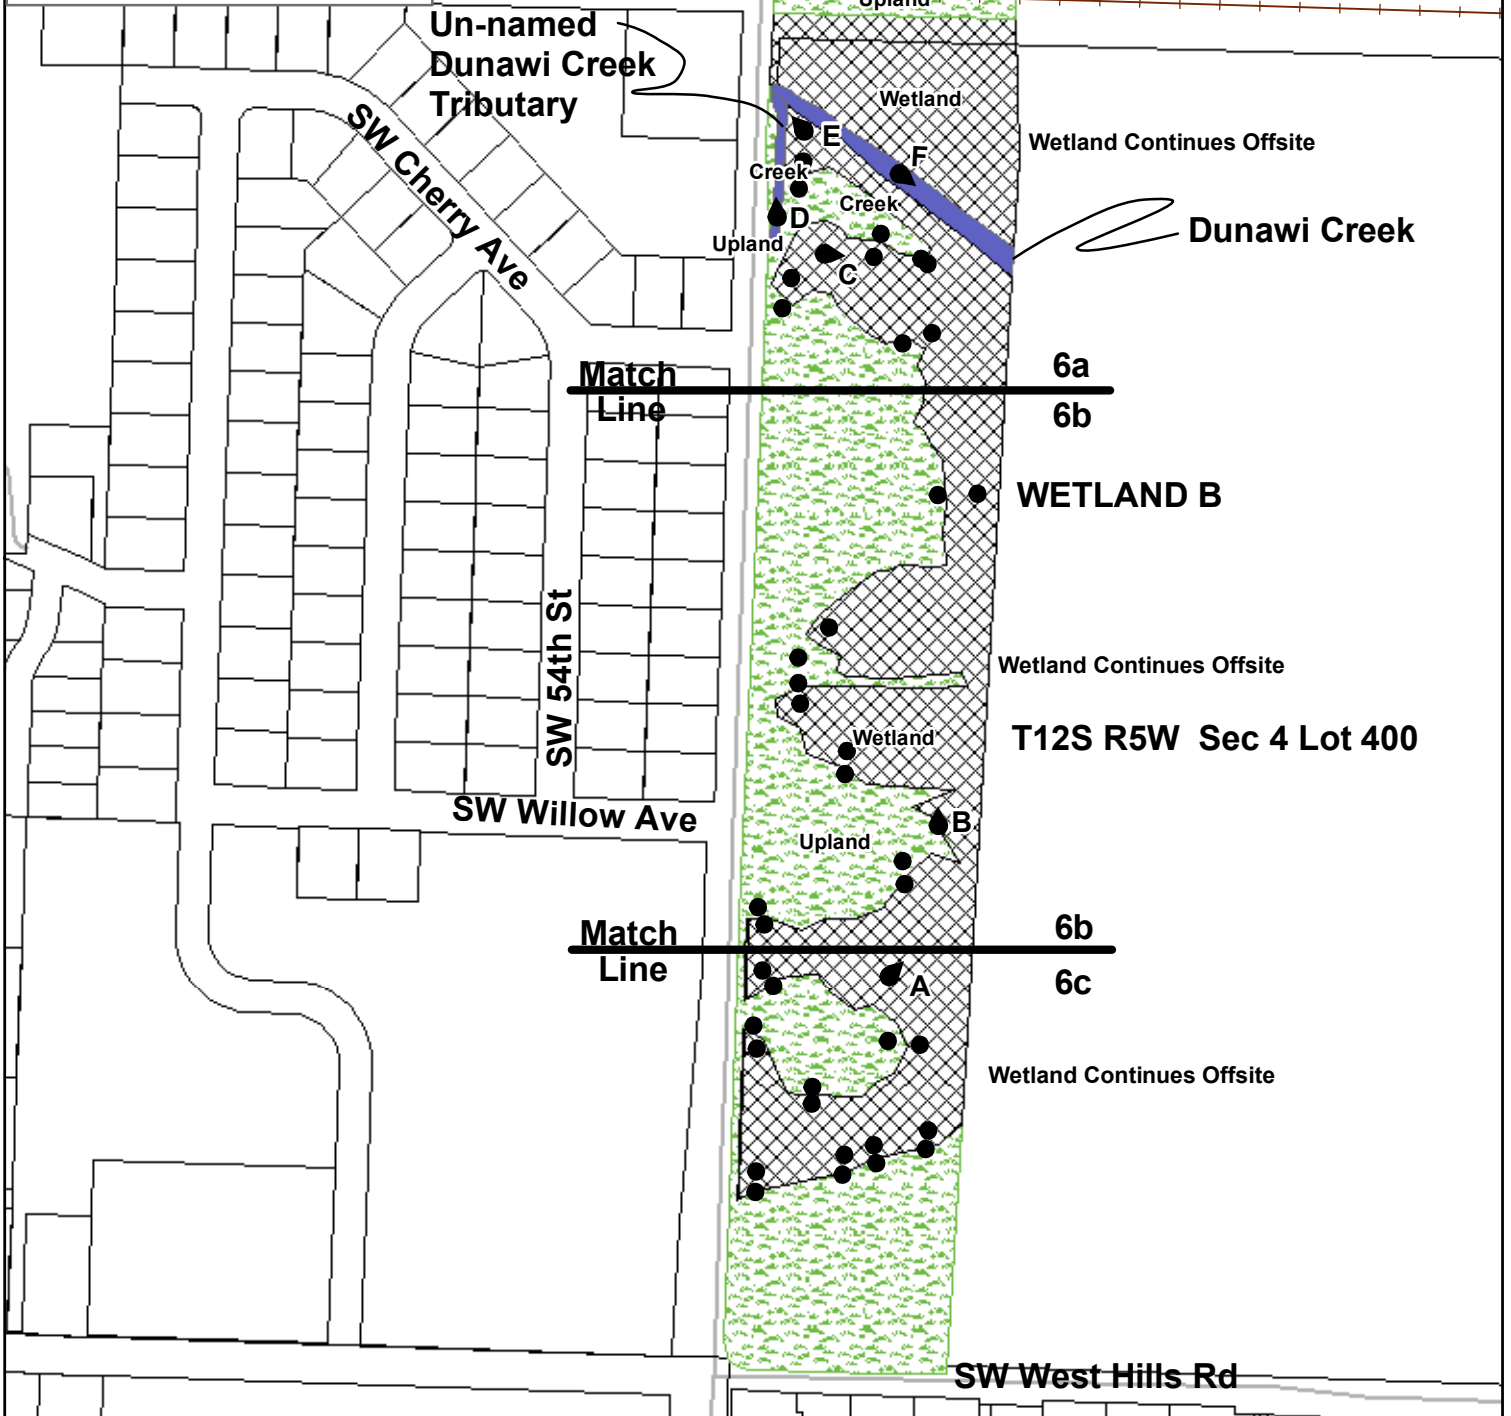 Upland
Un-named
Dunawi Creek
Tributary
Wetland
Wetland Continues Offsite
SW Cherry Ave
E
F
Creek
Creek
D
Upland
Dunawi Creek
C
Match
Line
6a
6b
WETLAND B
SW 54th St
Wetland Continues Offsite
Wetland
T12S R5W Sec 4 Lot 400
SW Willow Ave
B
Upland
Match
Line
6b
6c
A
Wetland Continues Offsite
SW West Hills Rd